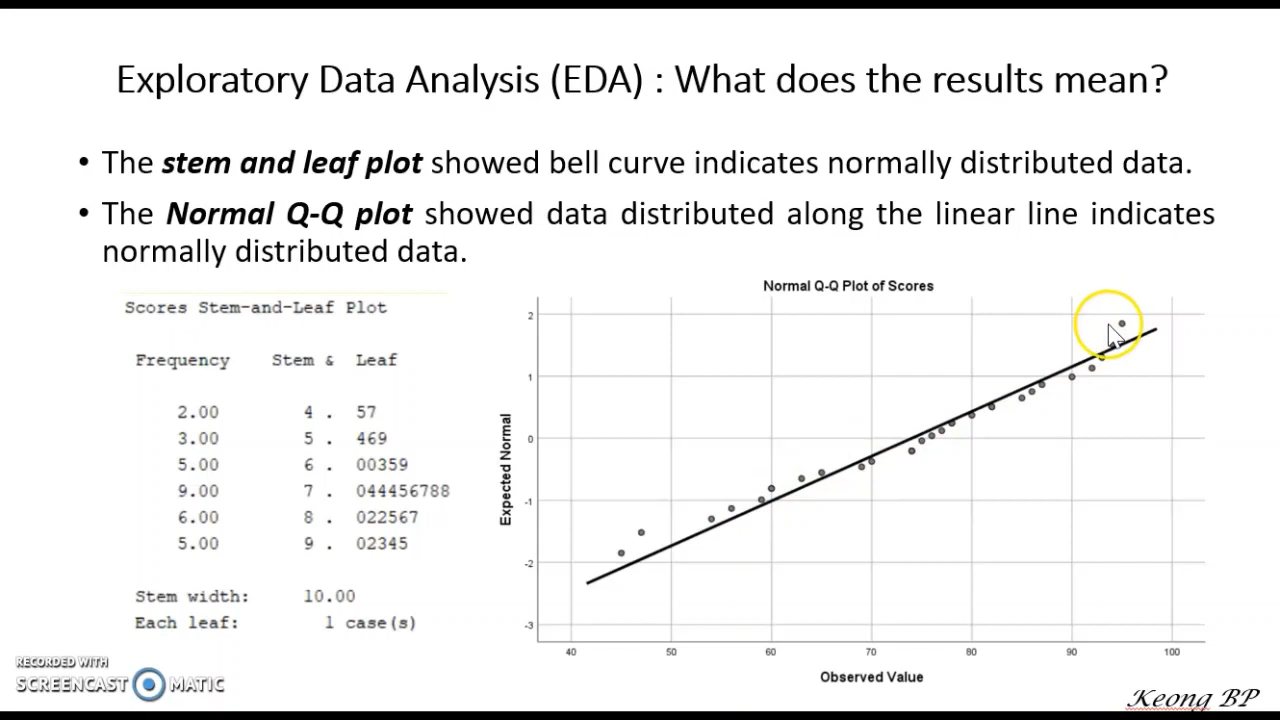 Exploratory Data Analysis (EDA) : What does the results mean?
• The stem and leaf plot showed bell curve indicates normally distributed data.
• The Normal Q-Q plot showed data distributed along the linear line indicates
normally distributed data.
Scores Stem-and-Leaf Plot
Frequency Stem & Leaf
2.00 4 . 57
3.00 5 . 469
5.00 6 . 00359
9.00 7 . 044456788
6.00 8 . 022567
5.00 9 . 02345
Stem width: 10.00
Each leaf: 1 case(s)
Normal Q-Q Plot of Scores
Expected Normal
2
1
0
-1
-2
-3
40 50 60 70 80 90 100
Observed Value
RECORDED WITH
SCREENCAST MATIC
Keong BP